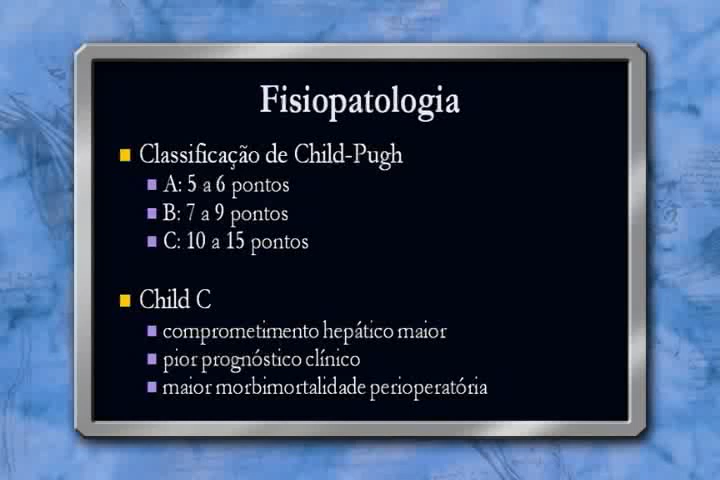 Fisiopatologia
Classificação de Child-Pugh
A: 5 a 6 pontos
B: 7 a 9 pontos
C: 10 a 15 pontos
Child C
comprometimento hepático maior
pior prognóstico clínico
maior morbimortalidade perioperatória